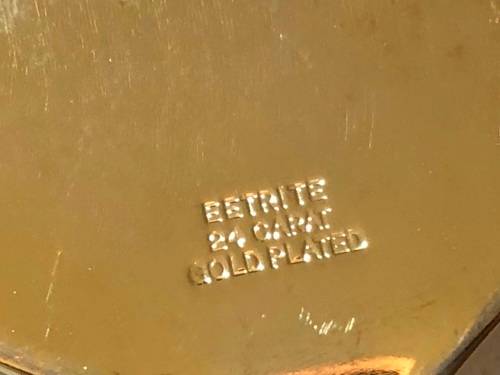 BETRITE
24 CARAT
GOLD PLATED